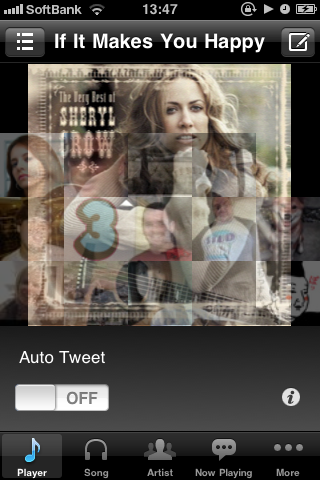 SoftBank 13:47
If It Makes You Happy
The Very Best of
SHERYL
CROW
3
Auto Tweet
OFF
Player Song Artist Now Playing More